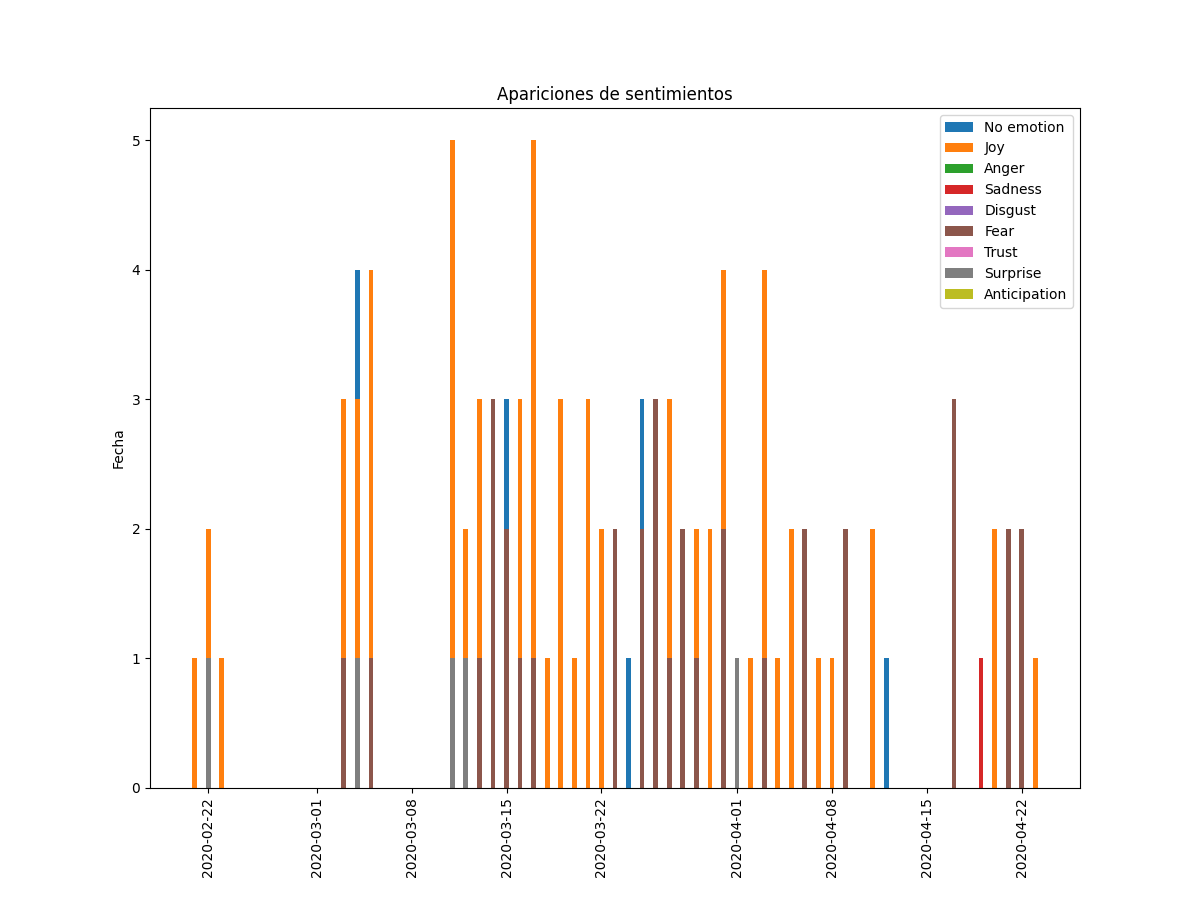 Apariciones de sentimientos
No emotion
Joy
Anger
Sadness
Disgust
Fear
Trust
Surprise
Anticipation
Fecha
5
4
3
2
1
0
2020-02-22
2020-03-01
2020-03-08
2020-03-15
2020-03-22
2020-04-01
2020-04-08
2020-04-15
2020-04-22